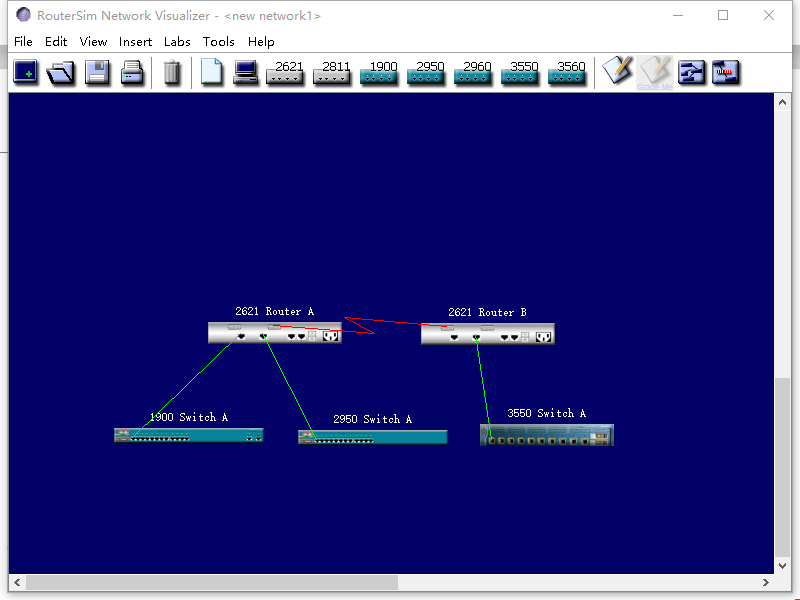 RouterSim Network Visualizer - <new network1>
File Edit View Insert Labs Tools Help
2621 2811 1900 2950 2960 3550 3560
Grade Me
2621 Router A
2621 Router B
1900 Switch A
2950 Switch A
3550 Switch A